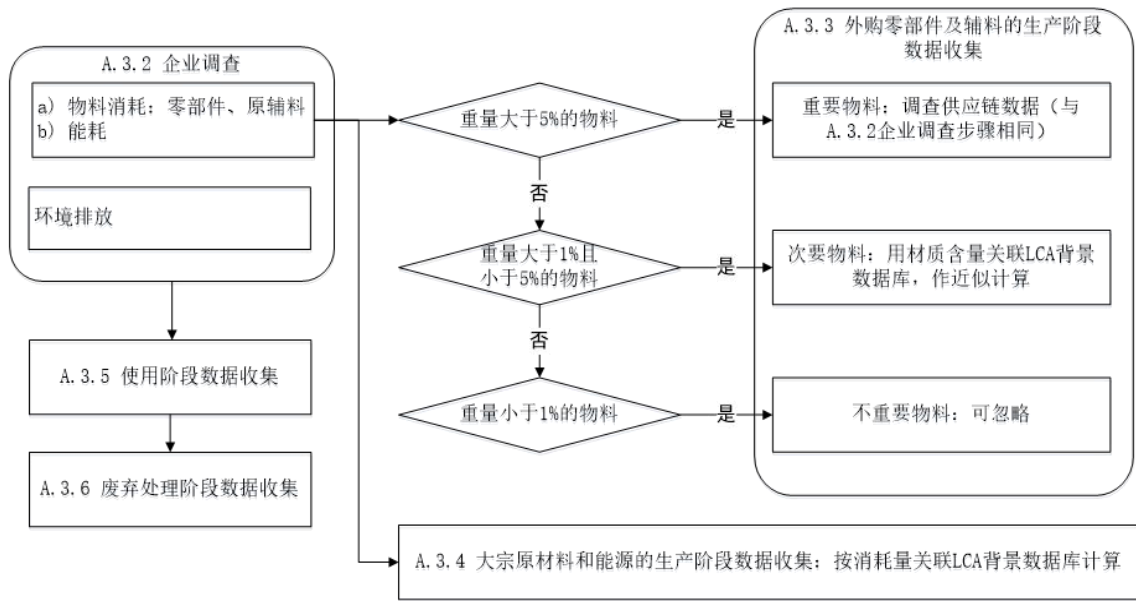 A.3.2 企业调查
a) 物料消耗: 零部件、原辅料
b) 能耗
环境排放
A.3.5 使用阶段数据收集
A.3.6 废弃处理阶段数据收集
重量大于5%的物料
是
否
重量大于1%且
小于5%的物料
是
否
重量小于1%的物料
是
A.3.3 外购零部件及辅料的生产阶段
数据收集
重要物料: 调查供应链数据（与
A.3.2企业调查步骤相同）
次要物料: 用材质含量关联LCA背景
数据库, 作近似计算
不重要物料: 可忽略
A.3.4 大宗原材料和能源的生产阶段数据收集: 按消耗量关联LCA背景数据库计算